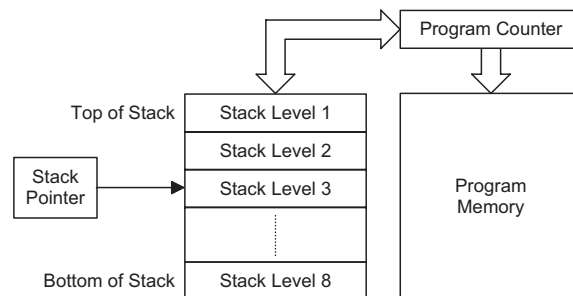 Program Counter
Top of Stack
Stack Level 1
Stack Level 2
Stack
Pointer
Stack Level 3
Program
Memory
Bottom of Stack
Stack Level 8